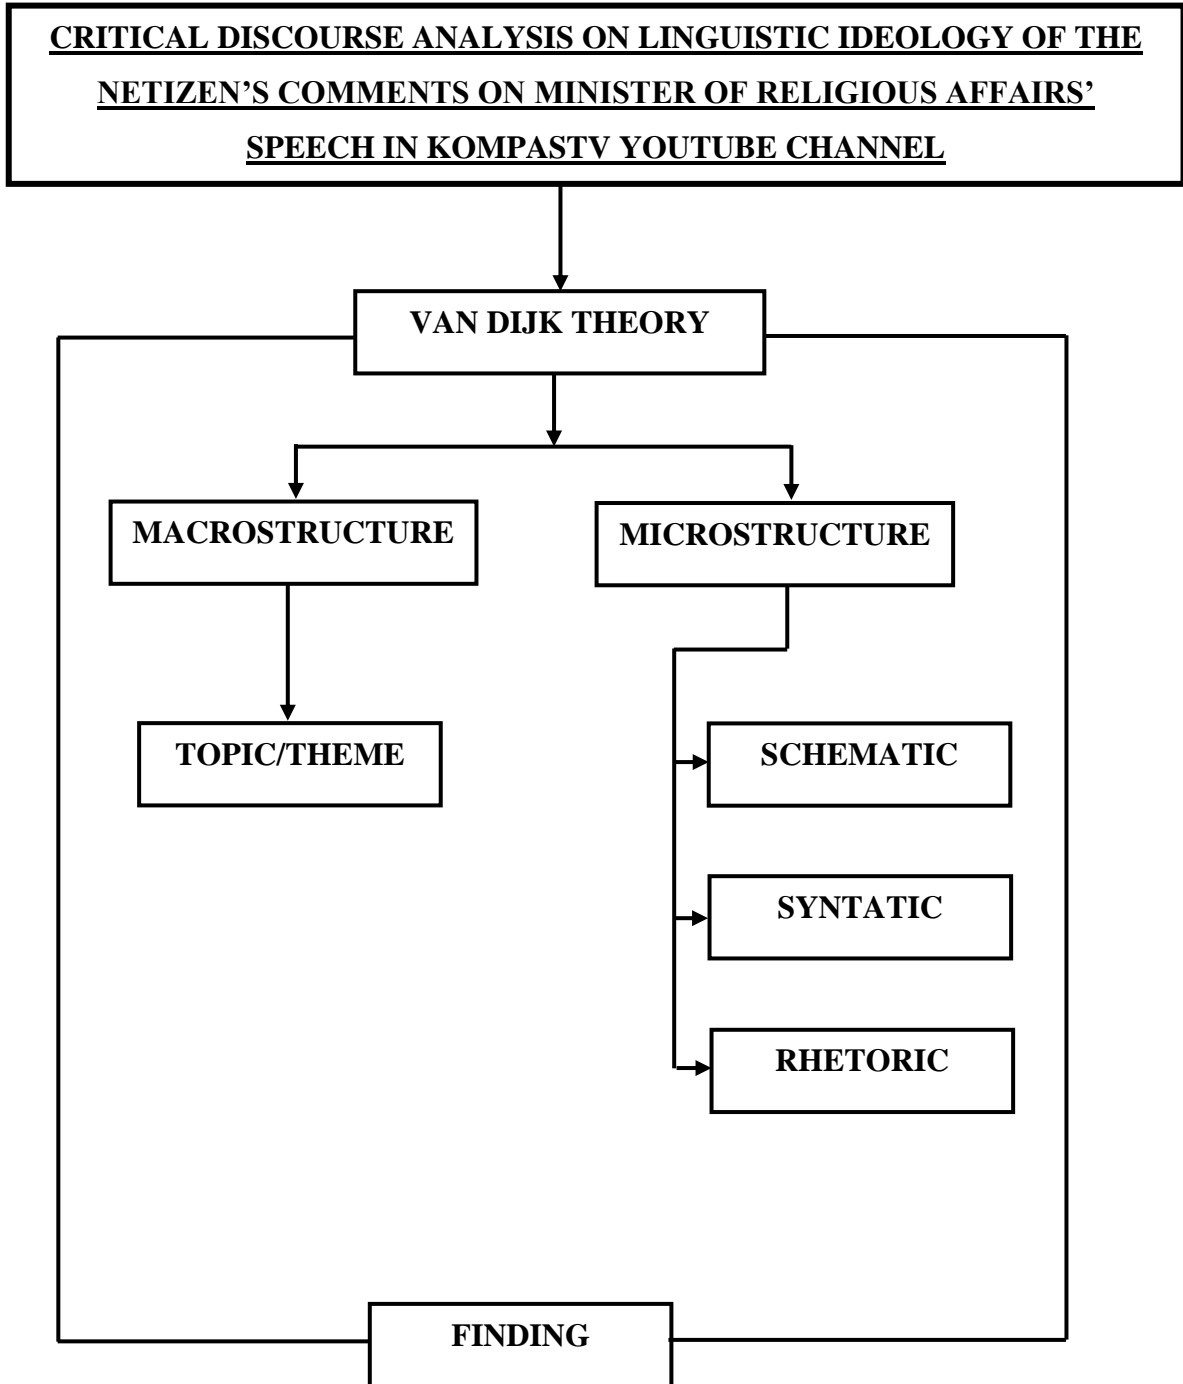 CRITICAL DISCOURSE ANALYSIS ON LINGUISTIC IDEOLOGY OF THE
NETIZEN’S COMMENTS ON MINISTER OF RELIGIOUS AFFAIRS’
SPEECH IN KOMPASTV YOUTUBE CHANNEL
VAN DIJK THEORY
MACROSTRUCTURE
MICROSTRUCTURE
TOPIC/THEME
SCHEMATIC
SYNTATIC
RHETORIC
FINDING